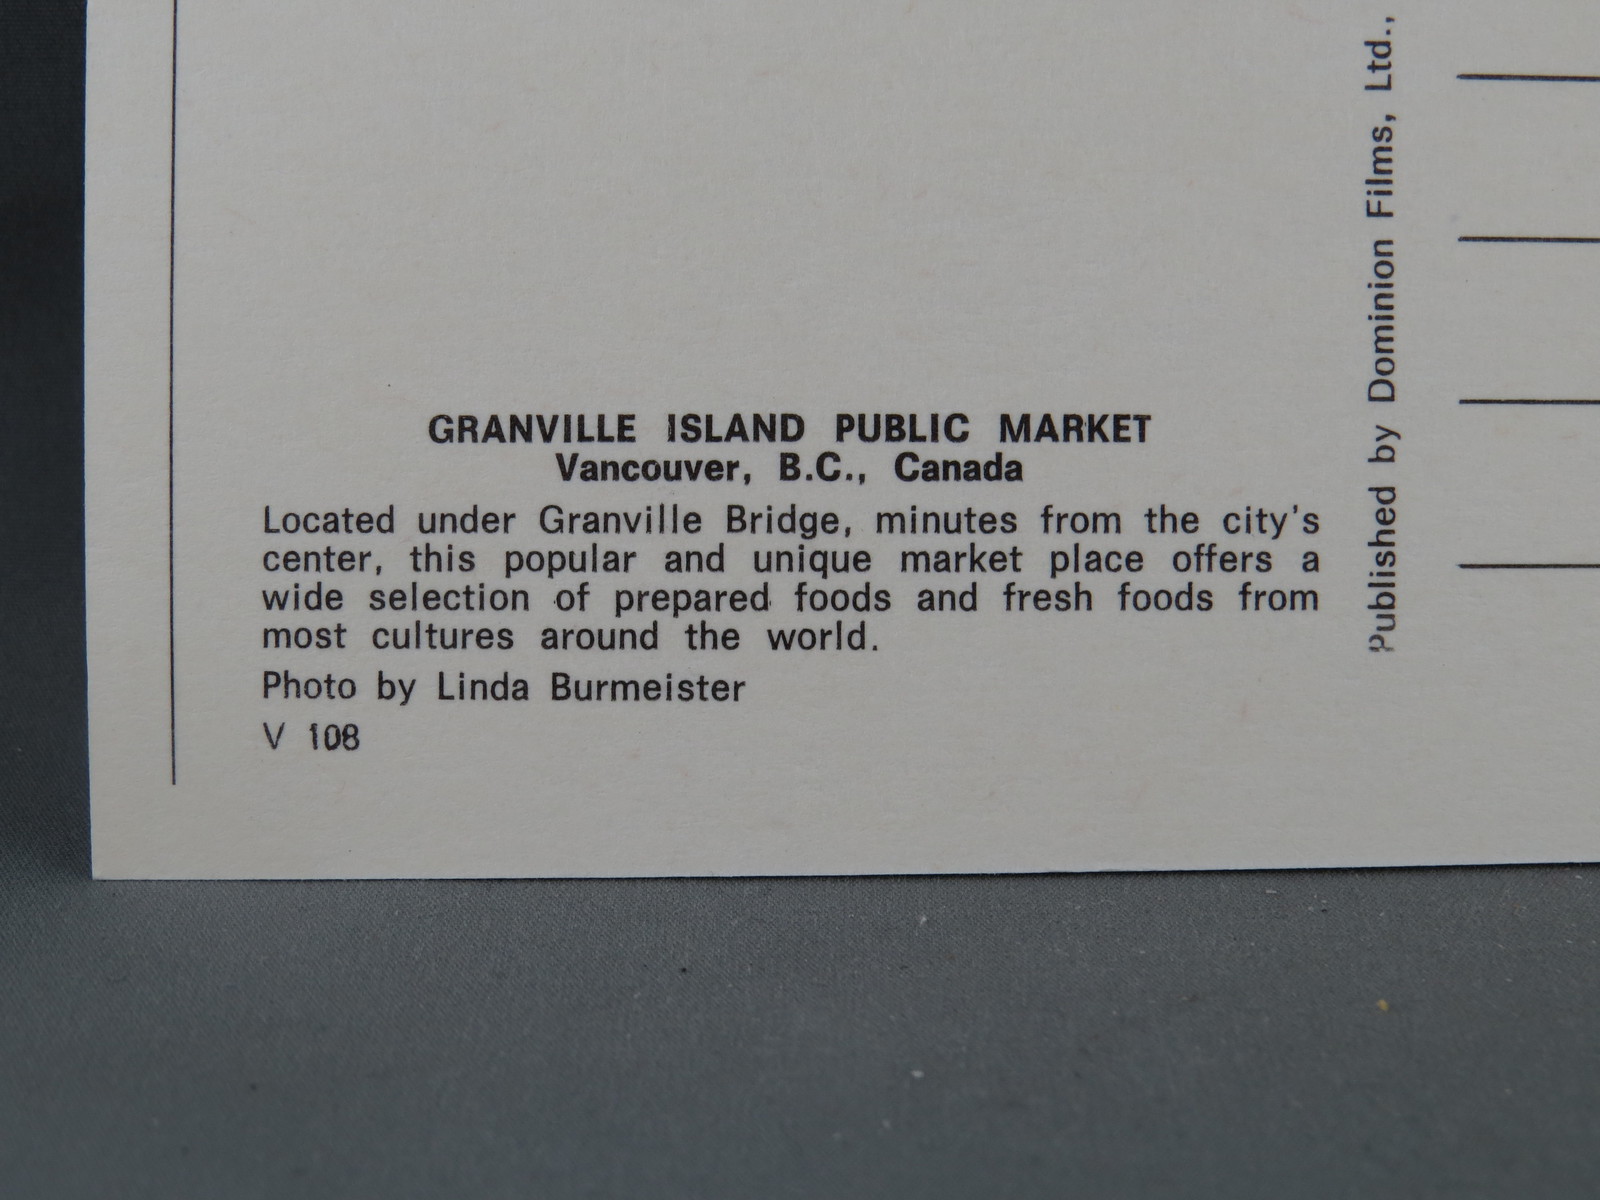 GRANVILLE ISLAND PUBLIC MARKET
Vancouver, B.C., Canada
Located under Granville Bridge, minutes from the city's
center, this popular and unique market place offers a
wide selection of prepared foods and fresh foods from
most cultures around the world.
Photo by Linda Burmeister
V 108
Published by Dominion Films, Ltd.,